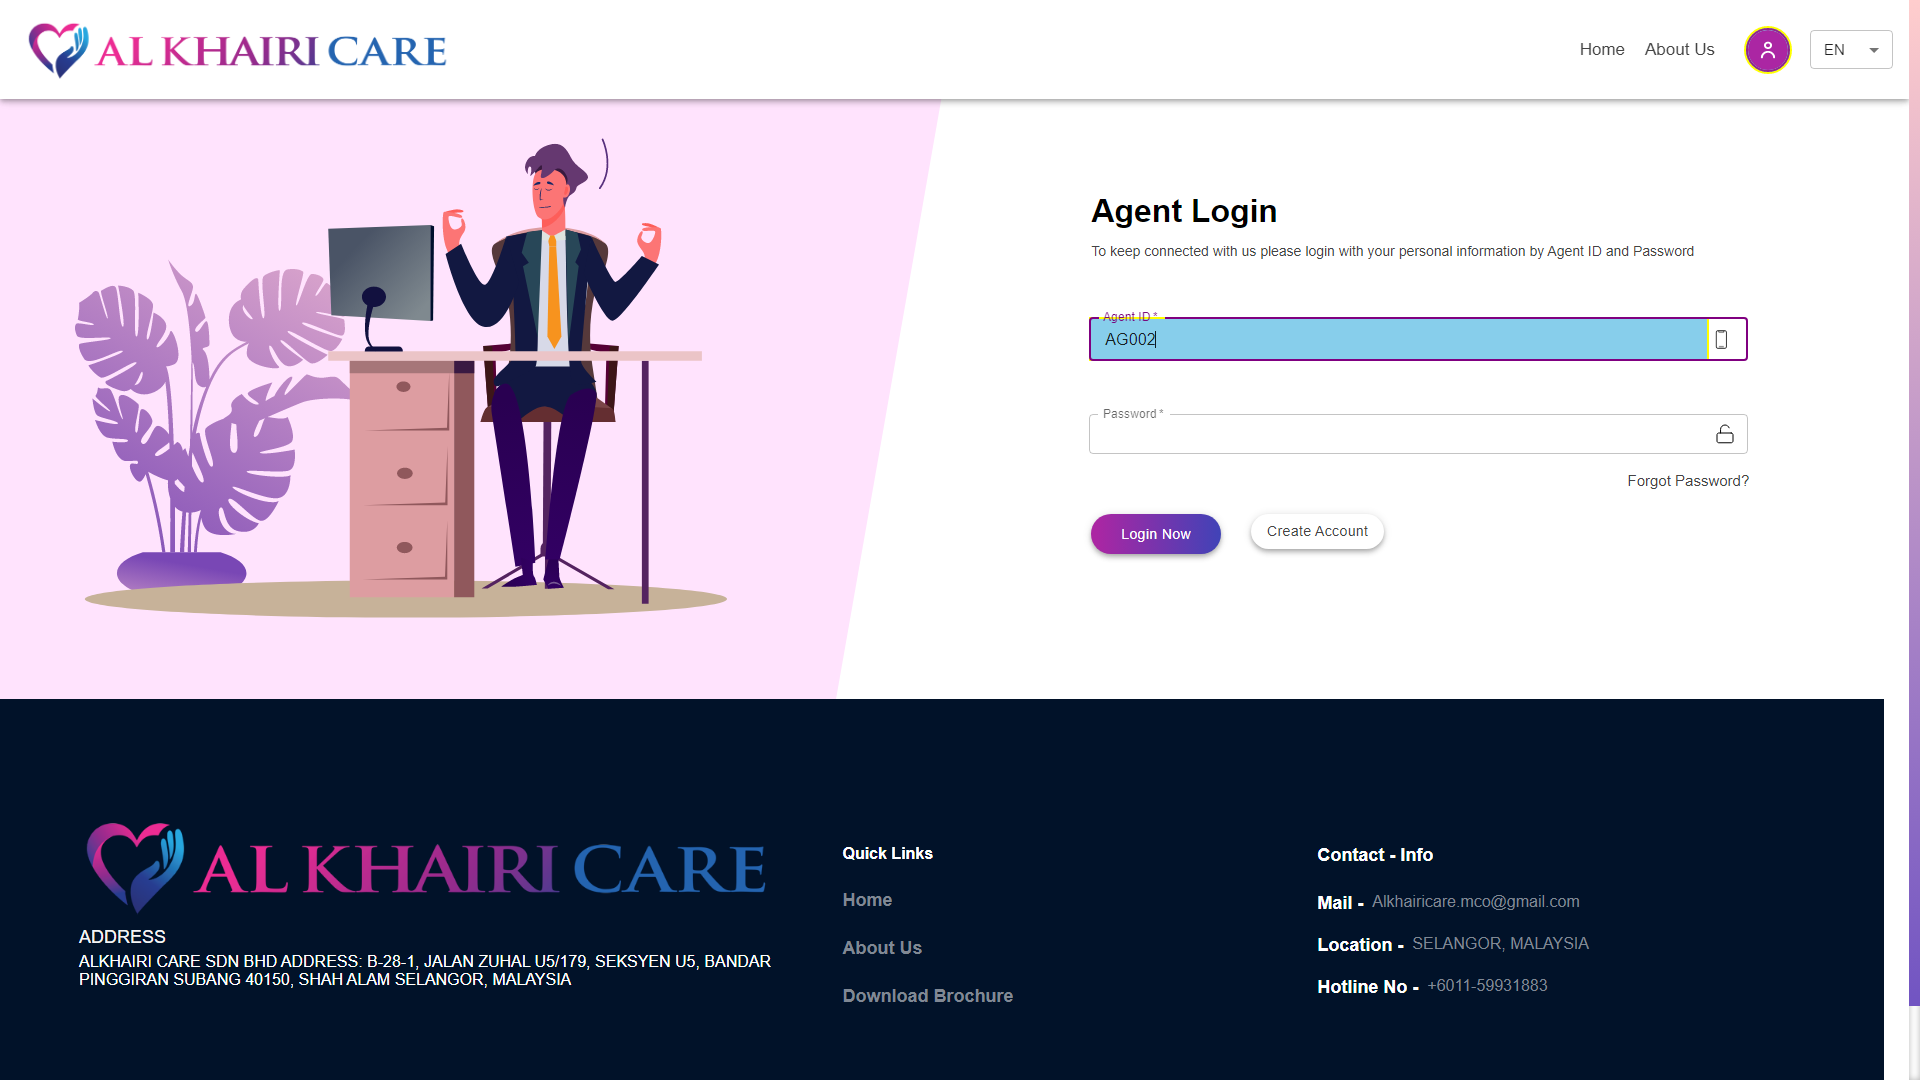 AL KHAIRI CARE
Home
About Us
EN
Agent Login
To keep connected with us please login with your personal information by Agent ID and Password
Agent ID *
AG002
Password *
Forgot Password?
Login Now
Create Account
AL KHAIRI CARE
ADDRESS
ALKHAIRI CARE SDN BHD ADDRESS: B-28-1, JALAN ZUHAL U5/179, SEKSYEN U5, BANDAR
PINGGIRAN SUBANG 40150, SHAH ALAM SELANGOR, MALAYSIA
Quick Links
Home
About Us
Download Brochure
Contact - Info
Mail - Alkhairicare.mco@gmail.com
Location - SELANGOR, MALAYSIA
Hotline No - +6011-59931883